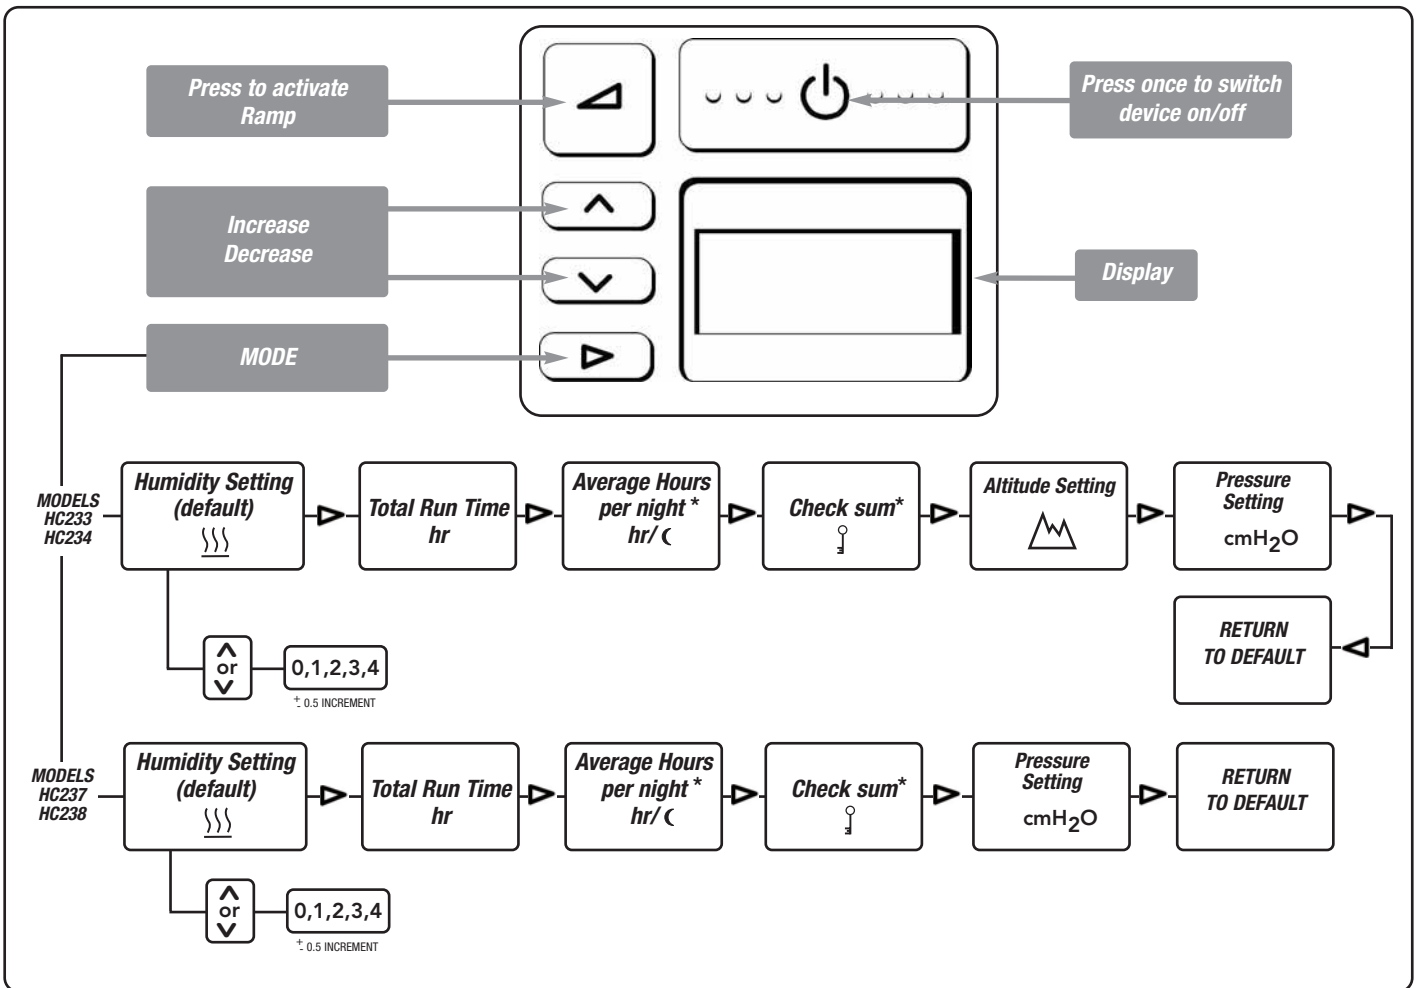 Press to activate
Ramp
Press once to switch
device on/off
Increase
Decrease
Display
MODE
MODELS
HC233
HC234
Humidity Setting
(default)
Total Run Time
hr
Average Hours
per night *
hr/
Check sum*
Altitude Setting
Pressure
Setting
cmH2O
RETURN
TO DEFAULT
or
0,1,2,3,4
+- 0.5 INCREMENT
MODELS
HC237
HC238
Humidity Setting
(default)
Total Run Time
hr
Average Hours
per night *
hr/
Check sum*
Pressure
Setting
cmH2O
RETURN
TO DEFAULT
or
0,1,2,3,4
+- 0.5 INCREMENT